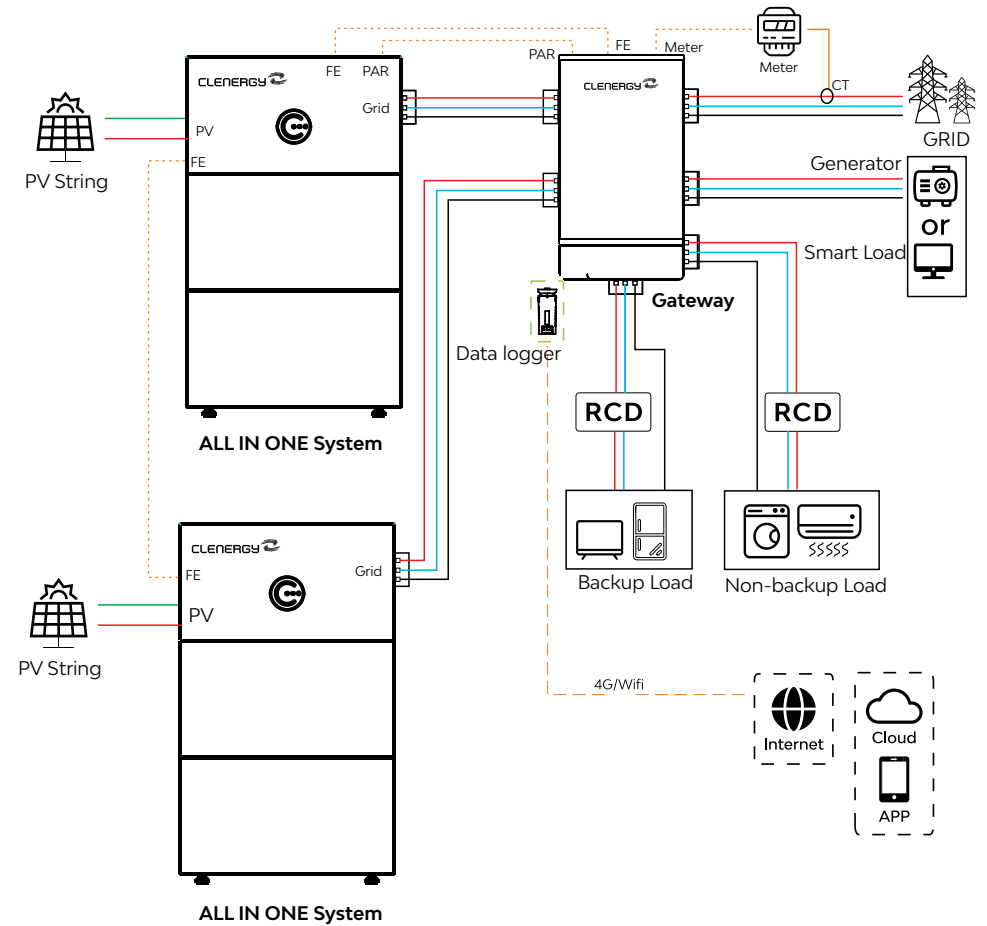 FE
PAR
FE
Meter
Meter
CLENERGY
FE
PAR
Grid
PV
FE
PV String
PAR
CLENERGY
CT
GRID
Generator
or
Smart Load
Gateway
Data logger
RCD
RCD
ALL IN ONE System
CLENERGY
FE
Grid
PV
PV String
Backup Load
Non-backup Load
4G/Wifi
Internet
Cloud
APP
ALL IN ONE System